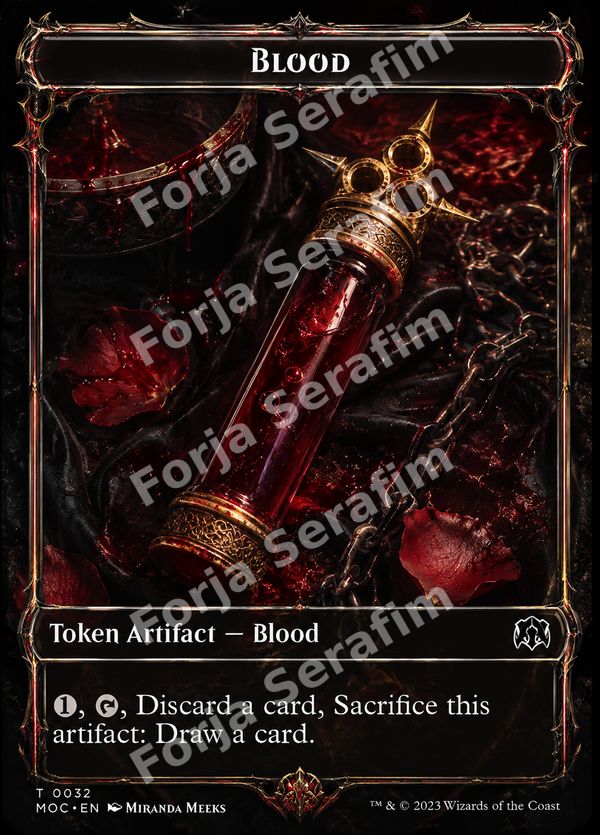 Blood
Forja Serafim
Forja Serafim
Forja Serafim
Forja Serafim
Forja Serafim
Token Artifact — Blood
Forja Serafim
1, T, Discard a card, Sacrifice this
artifact: Draw a card.
T 0032
MOC • EN Miranda Meeks
™ & © 2023 Wizards of the Coast